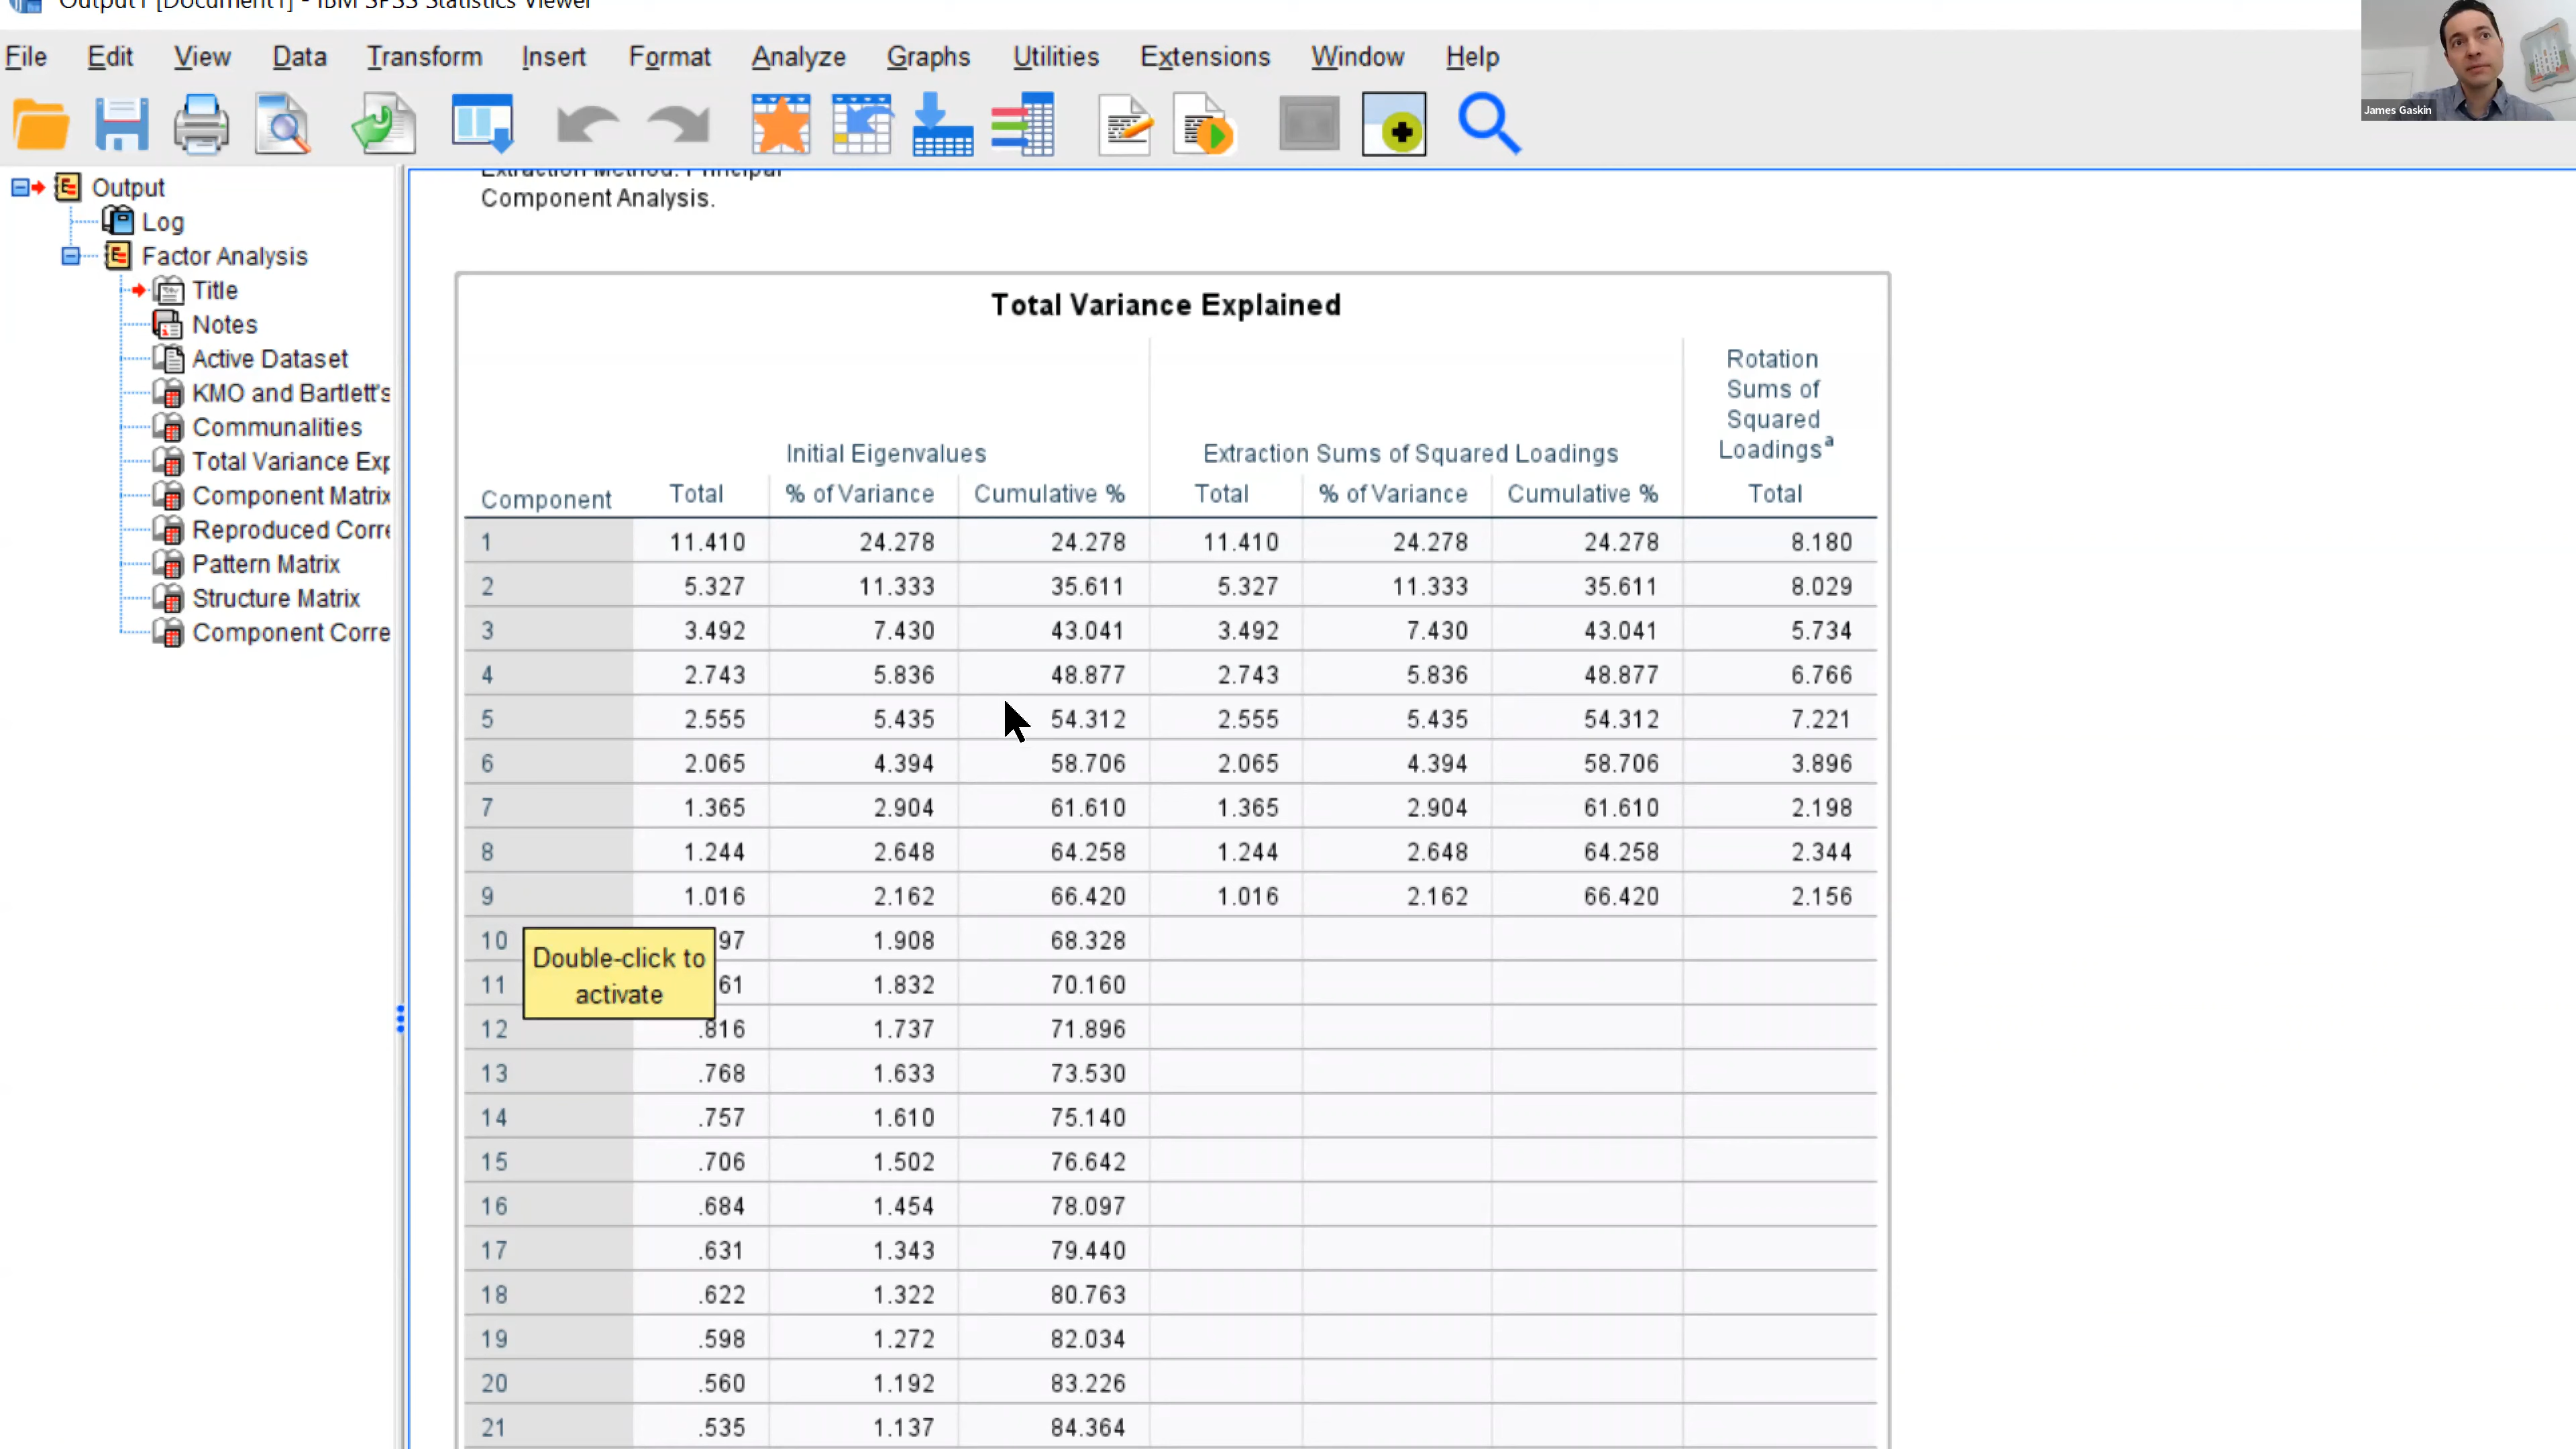 Output1 [Document1] - IBM SPSS Statistics Viewer
File Edit View Data Transform Insert Format Analyze Graphs Utilities Extensions Window Help
James Gaskin
Output
Log
Factor Analysis
Title
Notes
Active Dataset
KMO and Bartlett's
Communalities
Total Variance Exp
Component Matrix
Reproduced Corre
Pattern Matrix
Structure Matrix
Component Corre
Extraction Method: Principal
Component Analysis.
Total Variance Explained
Rotation
Sums of
Squared
Loadingsa
Initial Eigenvalues Extraction Sums of Squared Loadings
Component Total % of Variance Cumulative % Total % of Variance Cumulative % Total
1 11.410 24.278 24.278 11.410 24.278 24.278 8.180
2 5.327 11.333 35.611 5.327 11.333 35.611 8.029
3 3.492 7.430 43.041 3.492 7.430 43.041 5.734
4 2.743 5.836 48.877 2.743 5.836 48.877 6.766
5 2.555 5.435 54.312 2.555 5.435 54.312 7.221
6 2.065 4.394 58.706 2.065 4.394 58.706 3.896
7 1.365 2.904 61.610 1.365 2.904 61.610 2.198
8 1.244 2.648 64.258 1.244 2.648 64.258 2.344
9 1.016 2.162 66.420 1.016 2.162 66.420 2.156
10 97 1.908 68.328
Double-click to
activate
11 61 1.832 70.160
12 .816 1.737 71.896
13 .768 1.633 73.530
14 .757 1.610 75.140
15 .706 1.502 76.642
16 .684 1.454 78.097
17 .631 1.343 79.440
18 .622 1.322 80.763
19 .598 1.272 82.034
20 .560 1.192 83.226
21 .535 1.137 84.364